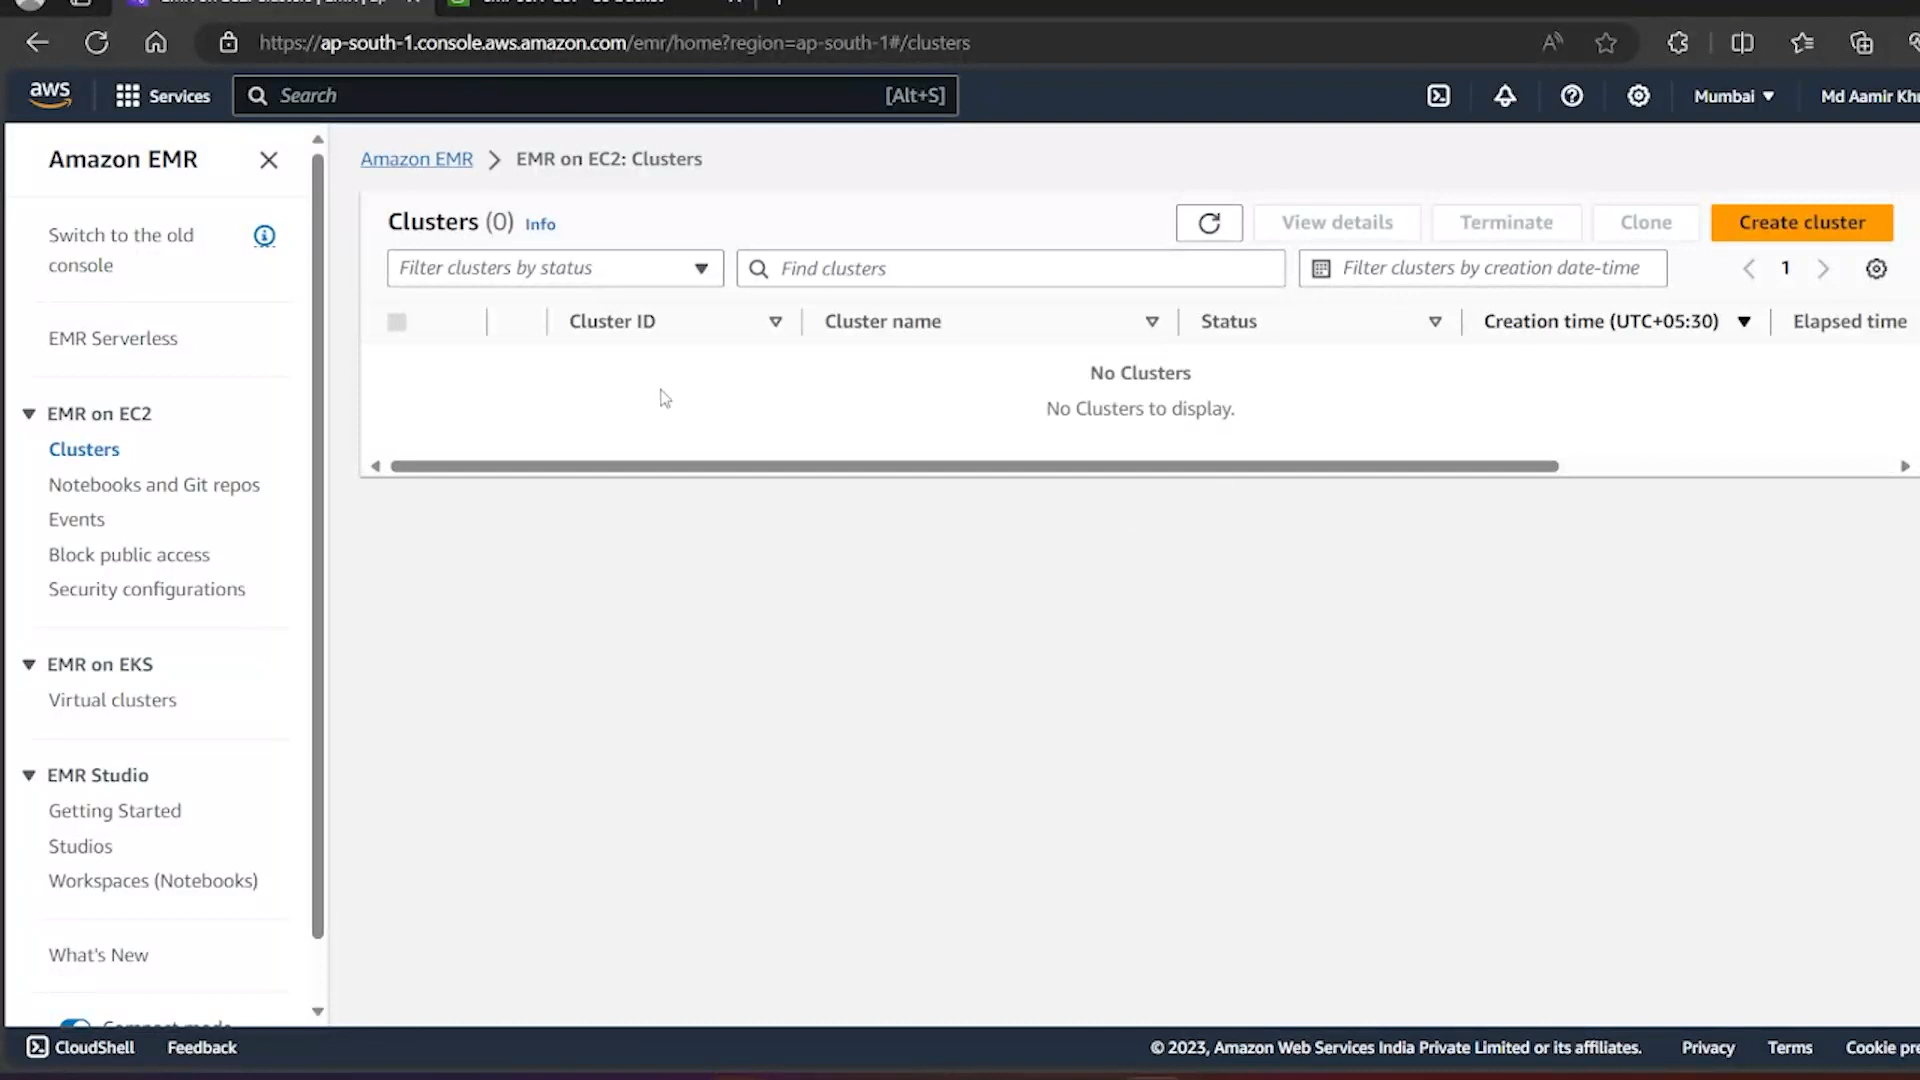 https://ap-south-1.console.aws.amazon.com/emr/home?region=ap-south-1#/clusters
aws
Services
Search
[Alt+S]
Mumbai
Md Aamir
Amazon EMR
Switch to the old
console
EMR Serverless
EMR on EC2
Clusters
Notebooks and Git repos
Events
Block public access
Security configurations
EMR on EKS
Virtual clusters
EMR Studio
Getting Started
Studios
Workspaces (Notebooks)
What's New
Compact mode
Amazon EMR > EMR on EC2: Clusters
Clusters (0) Info
View details
Terminate
Clone
Create cluster
Filter clusters by status
Find clusters
Filter clusters by creation date-time
1
Cluster ID
Cluster name
Status
Creation time (UTC+05:30)
Elapsed time
No Clusters
No Clusters to display.
CloudShell
Feedback
© 2023, Amazon Web Services India Private Limited or its affiliates.
Privacy
Terms
Cookie